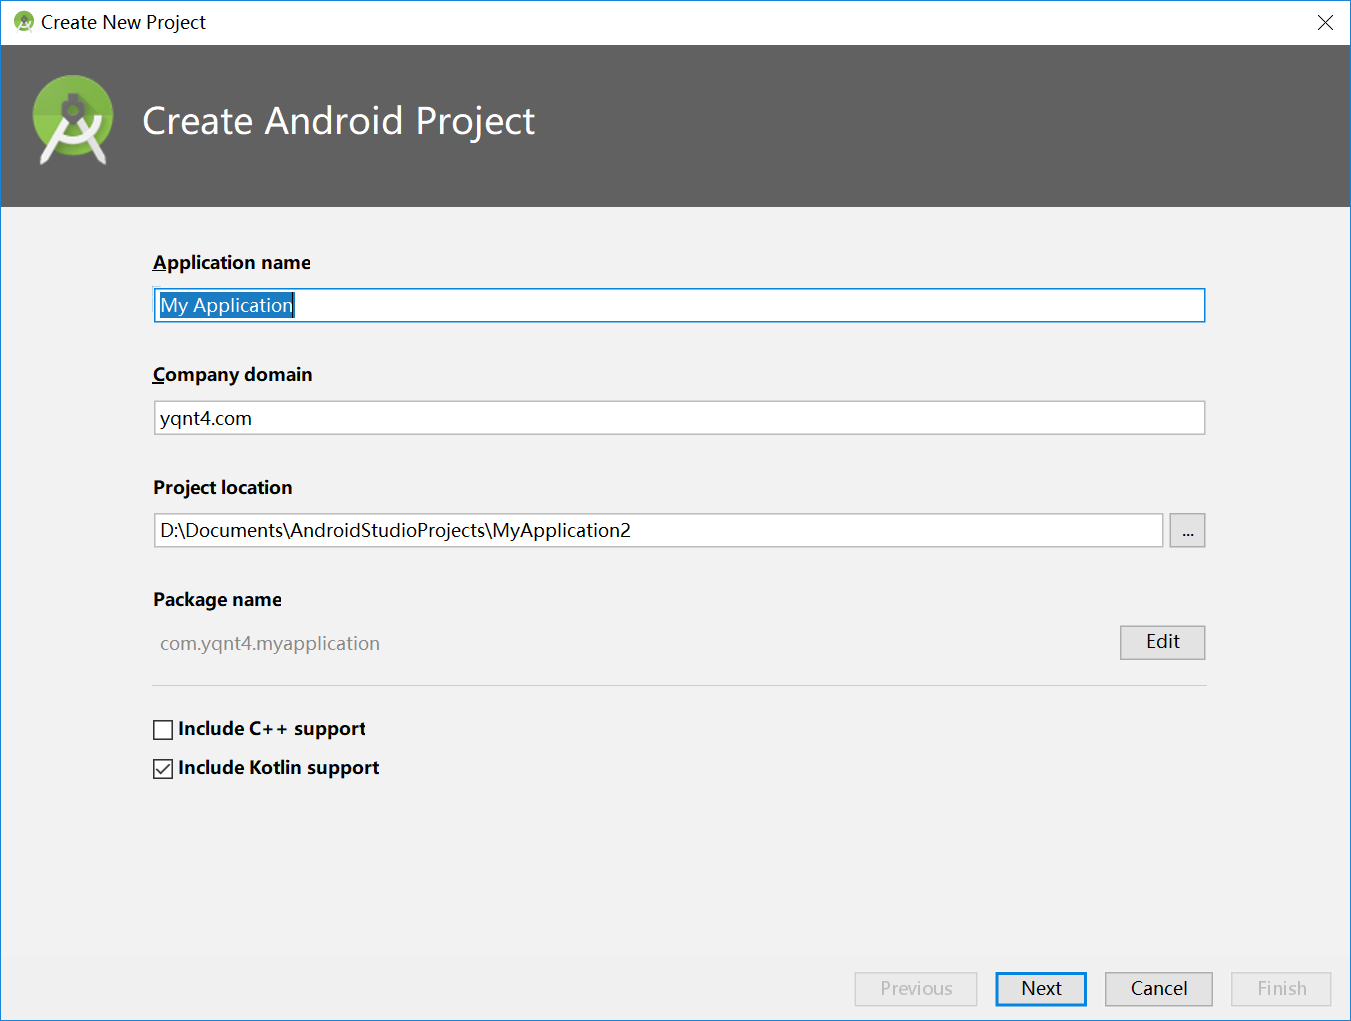 Create New Project
Create Android Project
Application name
My Application
Company domain
yqnt4.com
Project location
D:\Documents\AndroidStudioProjects\MyApplication2
...
Package name
com.yqnt4.myapplication
Edit
Include C++ support
Include Kotlin support
Previous
Next
Cancel
Finish